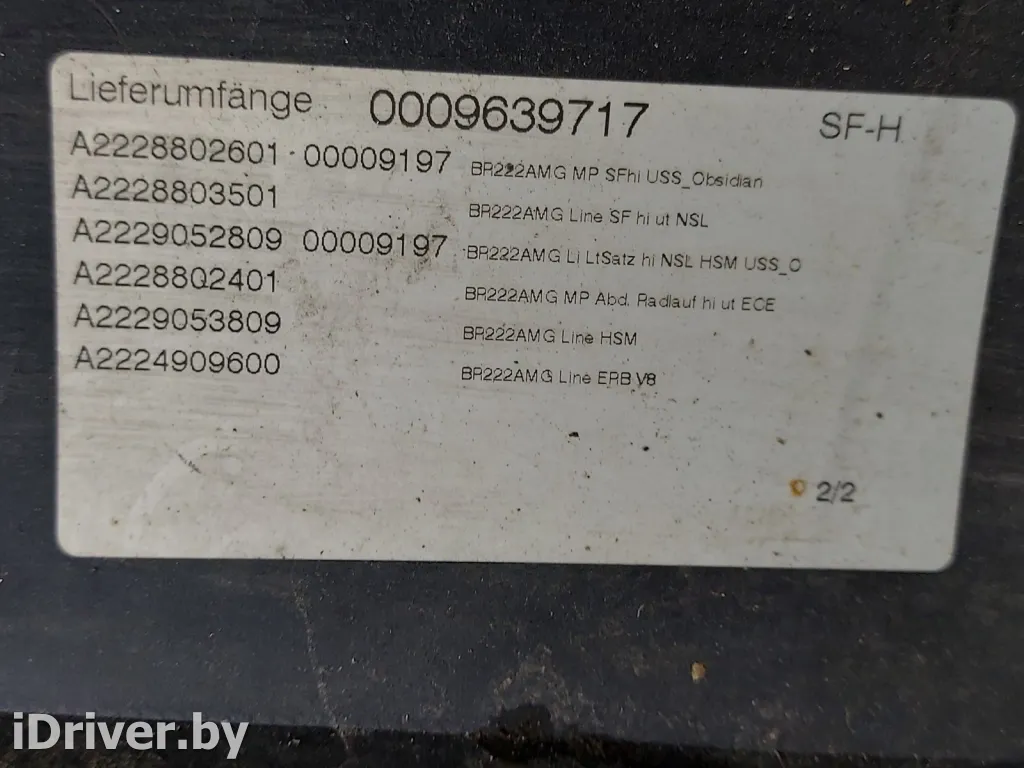 Lieferumfänge 0009639717 SF-H
A2228802601 00009197 BR222AMG MP SFhi USS_Obsidian
A2228803501 BR222AMG Line SF hi ut NSL
A2229052809 00009197 BR222AMG Li LtSatz hi NSL HSM USS_O
A2228802401 BR222AMG MP Abd. Radlauf hi ut ECE
A2229053809 BR222AMG Line HSM
A2224909600 BR222AMG Line EPB V8
2/2
iDriver.by